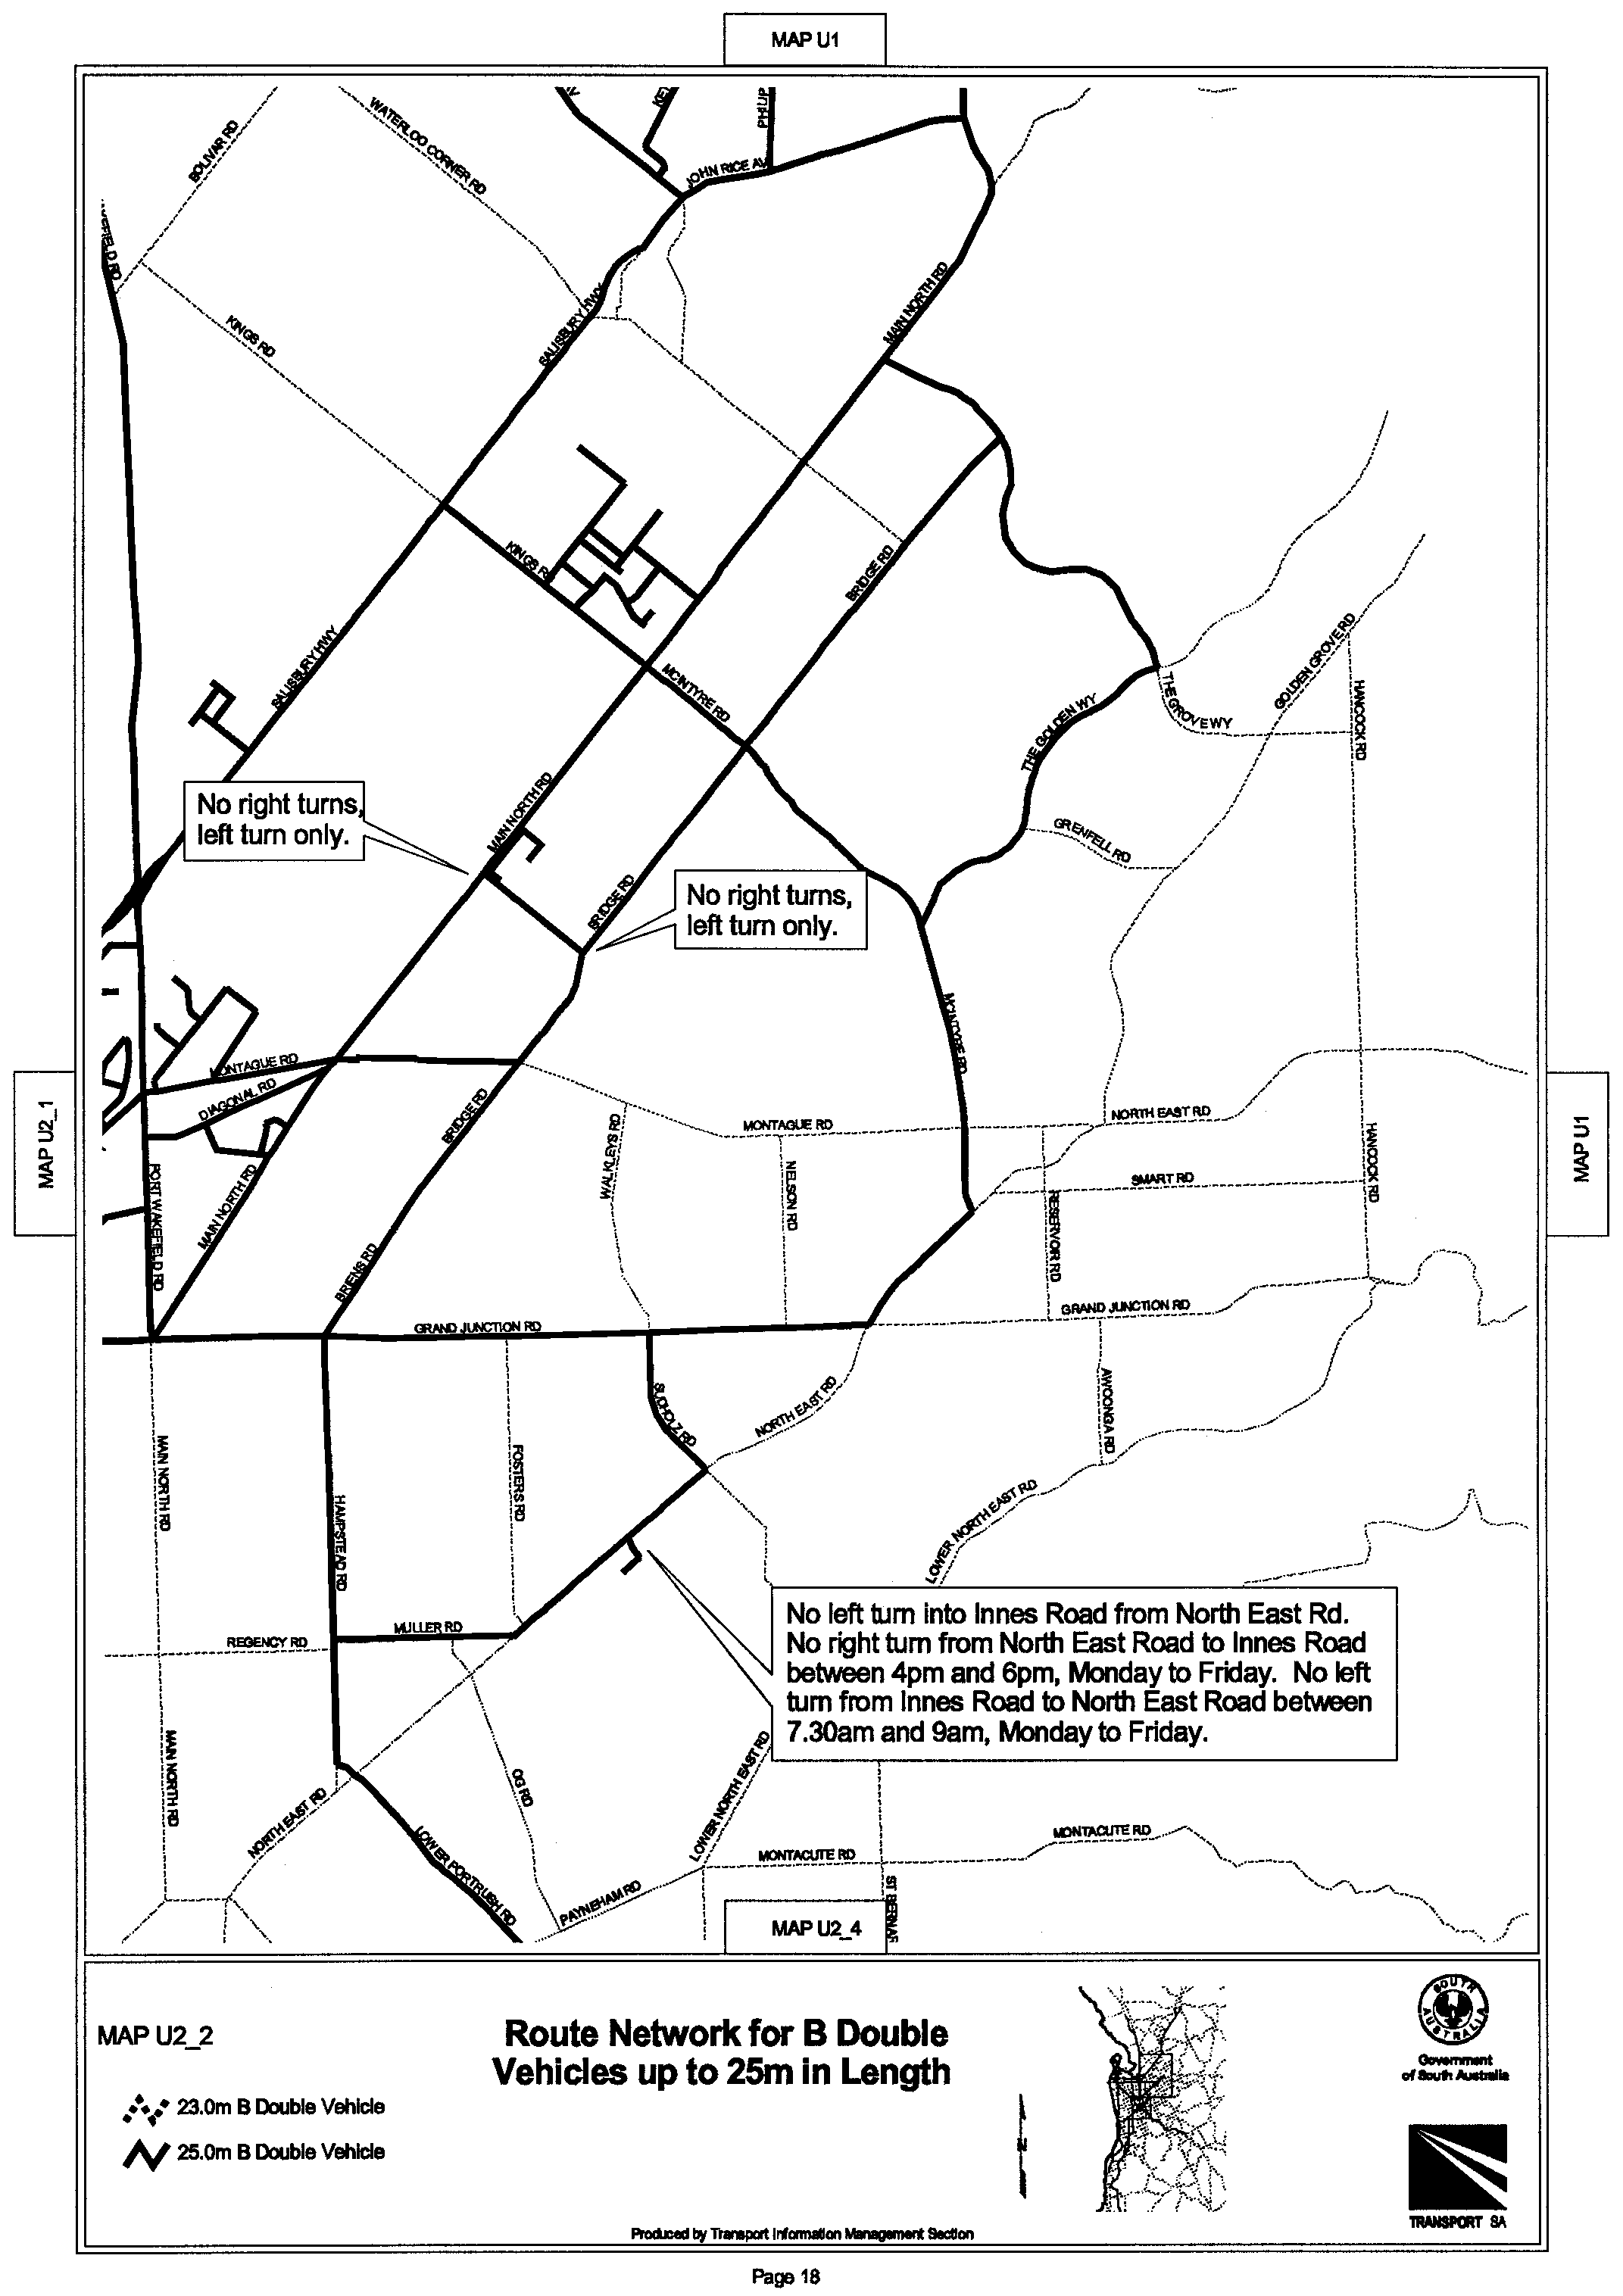 MAP U1
BOLIVAR RD
WATERLOO CORNER RD
PHILIP
JOHN RICE AV
KINGS RD
SALISBURY HWY
MAIN NORTH RD
KINGS R
BRIDGE RD
SALISBURY HWY
MCINTYRE RD
THE GROVE WY
GOLDEN GROVE RD
HANCOCK RD
THE GOLDEN WY
No right turns,
left turn only.
MAIN NORTH RD
GRENFELL RD
BRIDGE RD
No right turns,
left turn only.
MCINTYRE RD
MONTAGUE RD
DIAGONAL RD
BRIDGE RD
WALKLEYS RD
MONTAGUE RD
NORTH EAST RD
MAP U2_1
MAP U1
HANCOCK RD
NELSON RD
SMART RD
RESERVOIR RD
PORT WAKEFIELD RD
MAIN NORTH RD
BRIENS RD
GRAND JUNCTION RD
GRAND JUNCTION RD
SUDHOLZ RD
NORTH EAST RD
AWOONGA RD
MAIN NORTH RD
HAMPSTEAD RD
FOSTERS RD
LOWER NORTH EAST RD
No left turn into Innes Road from North East Rd.
No right turn from North East Road to Innes Road
between 4pm and 6pm, Monday to Friday.  No left
turn from Innes Road to North East Road between
7.30am and 9am, Monday to Friday.
REGENCY RD
MULLER RD
MAIN NORTH RD
NORTH EAST RD
OG RD
LOWER NORTH EAST RD
LOWER PORTRUSH RD
PAYNEHAM RD
MONTACUTE RD
MONTACUTE RD
ST BERNAR
MAP U2_4
MAP U2_2
Route Network for B Double
Vehicles up to 25m in Length
23.0m B Double Vehicle
25.0m B Double Vehicle
N
SOUTH
AUSTRALIA
Government
of South Australia
TRANSPORT SA
Produced by Transport Information Management Section
Page 18